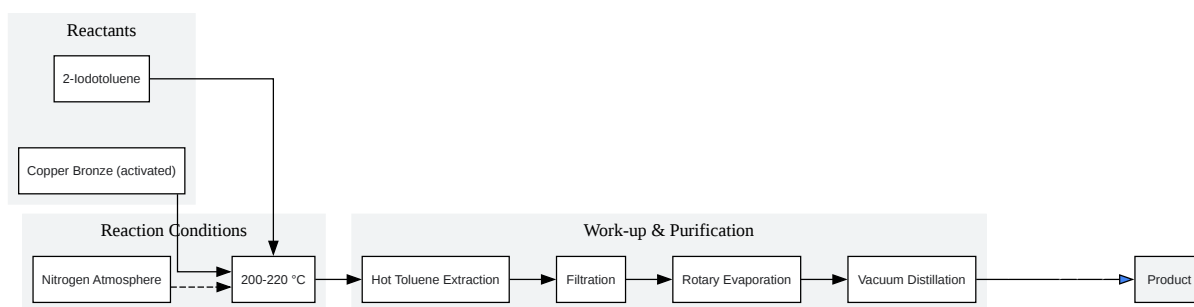 Reactants
2-Iodotoluene
Copper Bronze (activated)
Reaction Conditions
Nitrogen Atmosphere
200-220 °C
Work-up & Purification
Hot Toluene Extraction
Filtration
Rotary Evaporation
Vacuum Distillation
Product